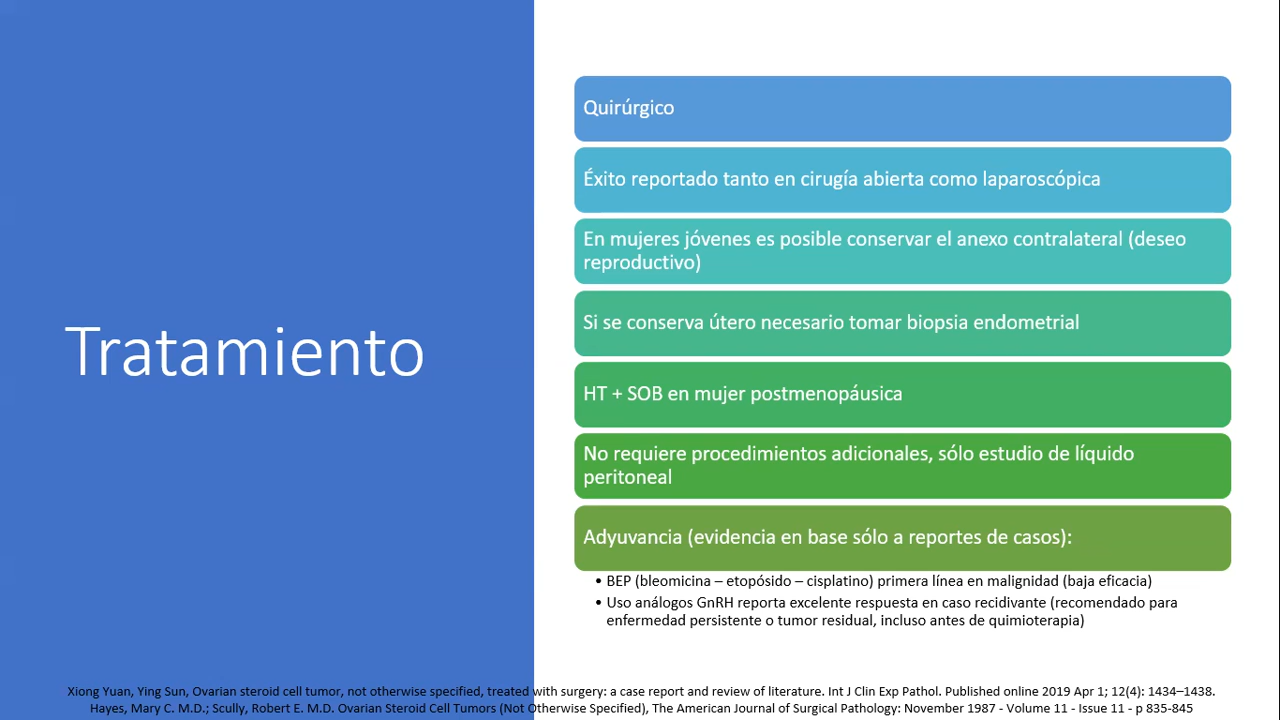 Tratamiento
Quirúrgico
Éxito reportado tanto en cirugía abierta como laparoscópica
En mujeres jóvenes es posible conservar el anexo contralateral (deseo
reproductivo)
Si se conserva útero necesario tomar biopsia endometrial
HT + SOB en mujer postmenopáusica
No requiere procedimientos adicionales, sólo estudio de líquido
peritoneal
Adyuvancia (evidencia en base sólo a reportes de casos):
• BEP (bleomicina – etopósido – cisplatino) primera línea en malignidad (baja eficacia)
• Uso análogos GnRH reporta excelente respuesta en caso recidivante (recomendado para
enfermedad persistente o tumor residual, incluso antes de quimioterapia)
Xiong Yuan, Ying Sun, Ovarian steroid cell tumor, not otherwise specified, treated with surgery: a case report and review of literature. Int J Clin Exp Pathol. Published online 2019 Apr 1; 12(4): 1434–1438.
Hayes, Mary C. M.D.; Scully, Robert E. M.D. Ovarian Steroid Cell Tumors (Not Otherwise Specified), The American Journal of Surgical Pathology: November 1987 - Volume 11 - Issue 11 - p 835-845